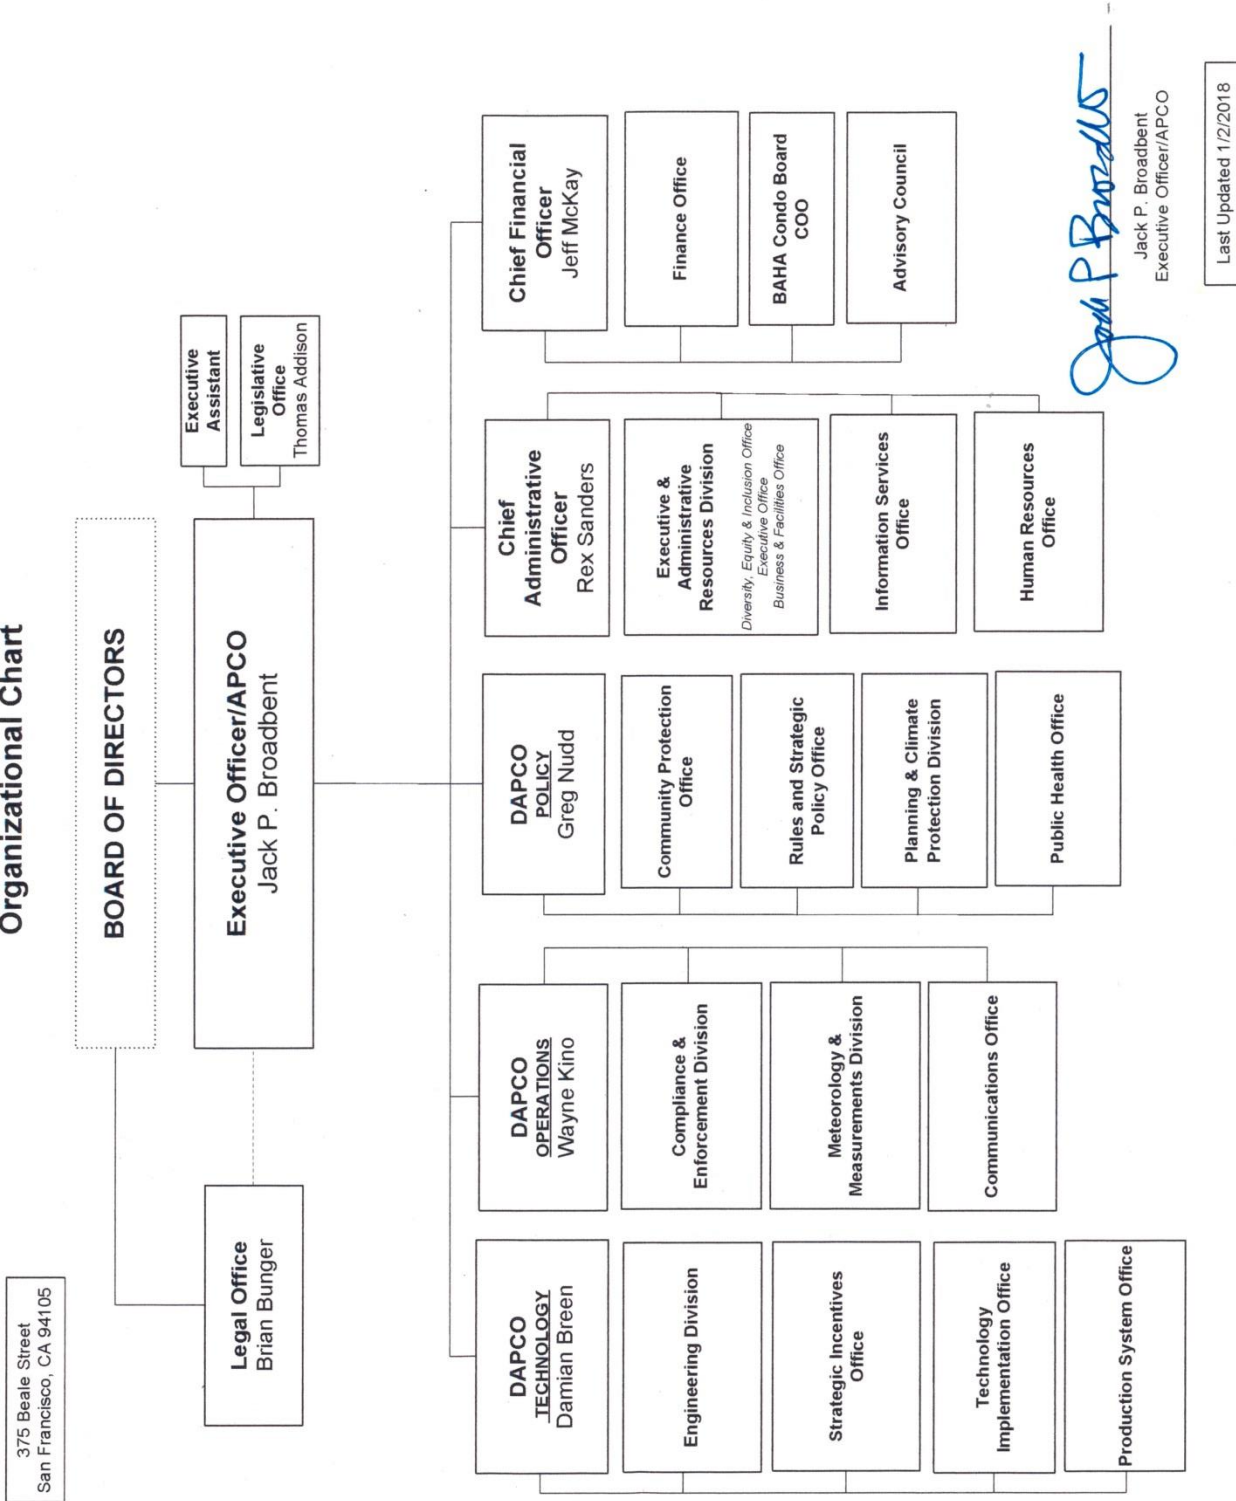 375 Beale Street
San Francisco, CA 94105
Organizational Chart
BOARD OF DIRECTORS
Legal Office
Brian Bunger
Executive Officer/APCO
Jack P. Broadbent
Executive
Assistant
Legislative
Office
Thomas Addison
DAPCO
TECHNOLOGY
Damian Breen
Engineering Division
Strategic Incentives
Office
Technology
Implementation Office
Production System Office
DAPCO
OPERATIONS
Wayne Kino
Compliance &
Enforcement Division
Meteorology &
Measurements Division
Communications Office
DAPCO
POLICY
Greg Nudd
Community Protection
Office
Rules and Strategic
Policy Office
Planning & Climate
Protection Division
Public Health Office
Chief
Administrative
Officer
Rex Sanders
Executive &
Administrative
Resources Division
Diversity, Equity & Inclusion Office
Executive Office
Business & Facilities Office
Information Services
Office
Human Resources
Office
Chief Financial
Officer
Jeff McKay
Finance Office
BAHA Condo Board
COO
Advisory Council
Jack P Broadbent
Jack P. Broadbent
Executive Officer/APCO
Last Updated 1/2/2018